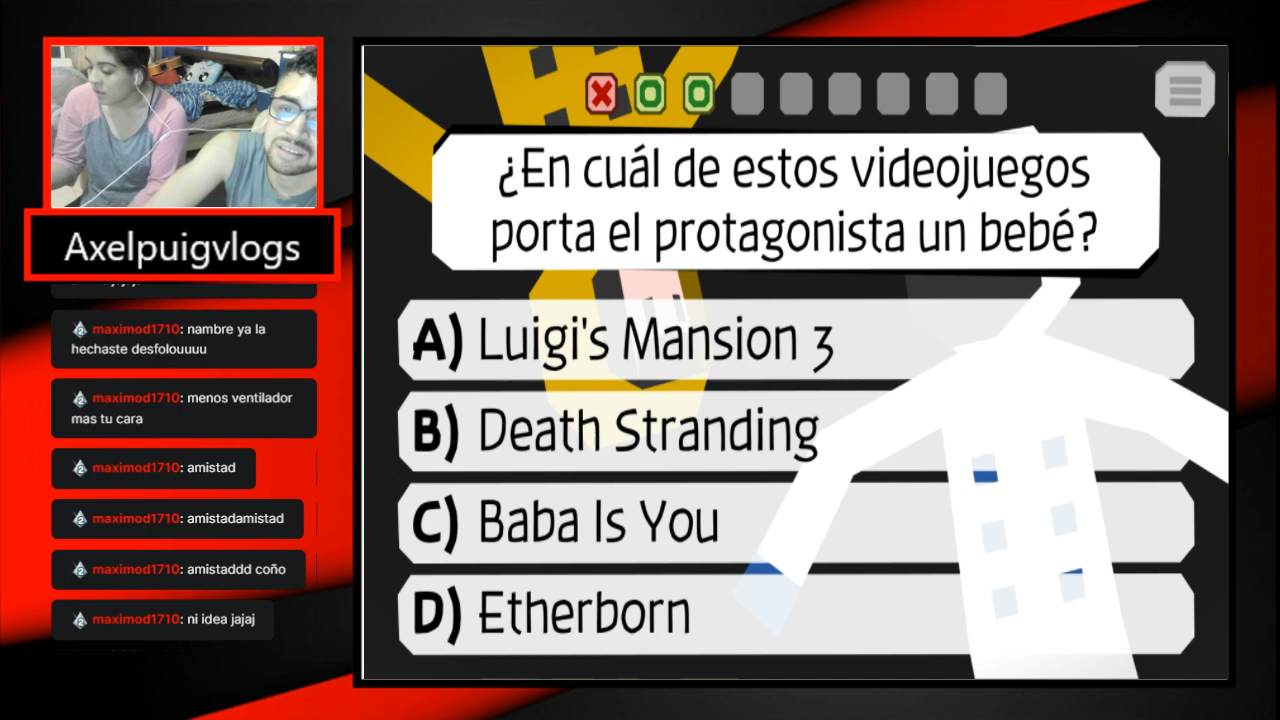 Axelpuigvlogs
maximod1710: nambre ya la
hechaste desfolouuuu
maximod1710: menos ventilador
mas tu cara
maximod1710: amistad
maximod1710: amistadamistad
maximod1710: amistaddd coño
maximod1710: ni idea jajaj
¿En cuál de estos videojuegos
porta el protagonista un bebé?
A) Luigi's Mansion 3
B) Death Stranding
C) Baba Is You
D) Etherborn